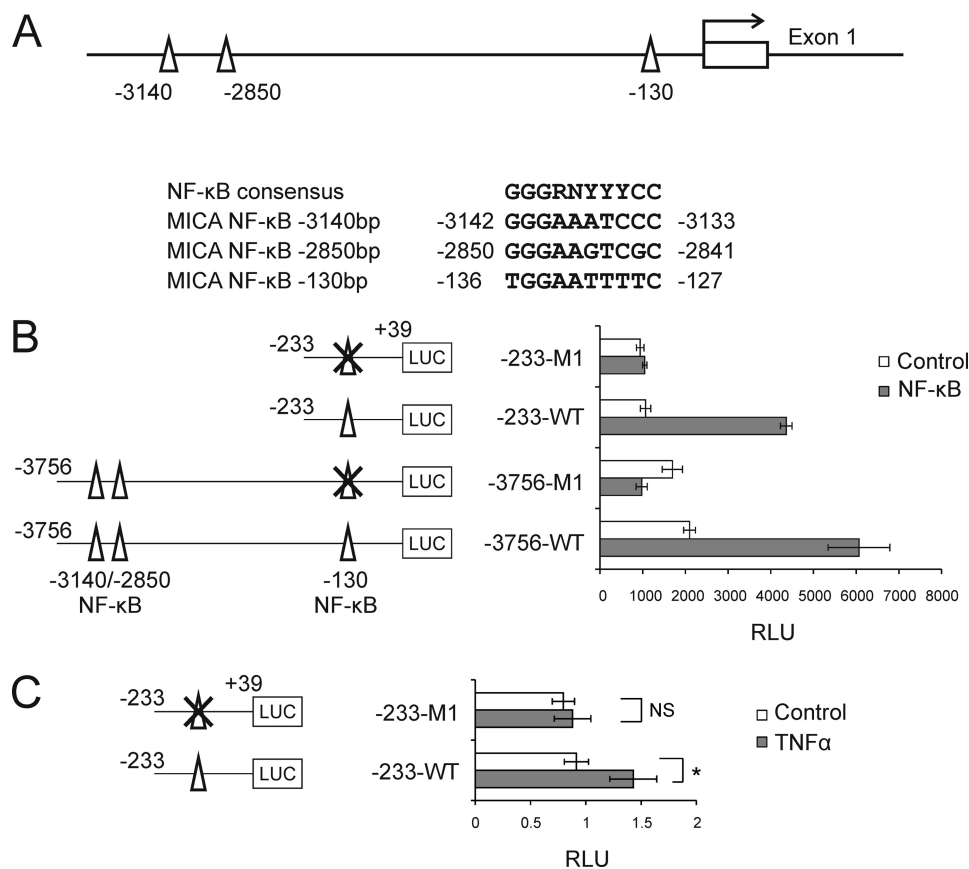 A
Exon 1
-3140
-2850
-130
NF-κB consensus GGGRNYYYCC
MICA NF-κB -3140bp -3142 GGGAAATCCC -3133
MICA NF-κB -2850bp -2850 GGGAAGTCGC -2841
MICA NF-κB -130bp -136 TGGAATTTTC -127
B
-233 +39 LUC
-233 LUC
-3756 LUC
-3756 LUC
-3140/-2850 -130
NF-κB NF-κB
-233-M1
-233-WT
-3756-M1
-3756-WT
0 1000 2000 3000 4000 5000 6000 7000 8000
RLU
Control
NF-κB
C
-233 +39 LUC
-233 LUC
-233-M1
-233-WT
NS
*
0 0.5 1 1.5 2
RLU
Control
TNFα